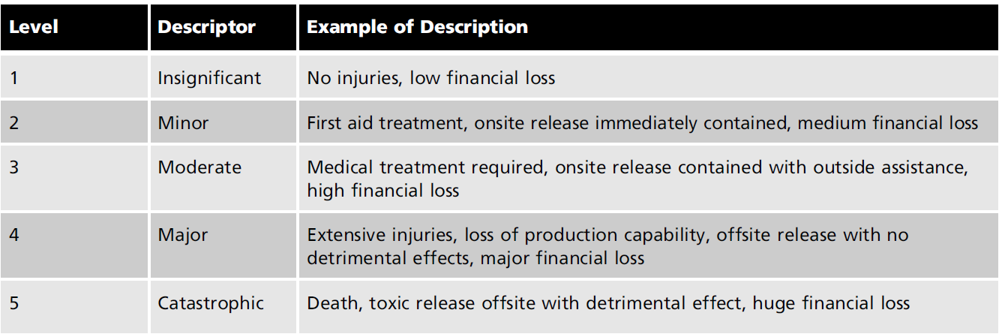 Level Descriptor Example of Description
1 Insignificant No injuries, low financial loss
2 Minor First aid treatment, onsite release immediately contained, medium financial loss
3 Moderate Medical treatment required, onsite release contained with outside assistance,
high financial loss
4 Major Extensive injuries, loss of production capability, offsite release with no
detrimental effects, major financial loss
5 Catastrophic Death, toxic release offsite with detrimental effect, huge financial loss